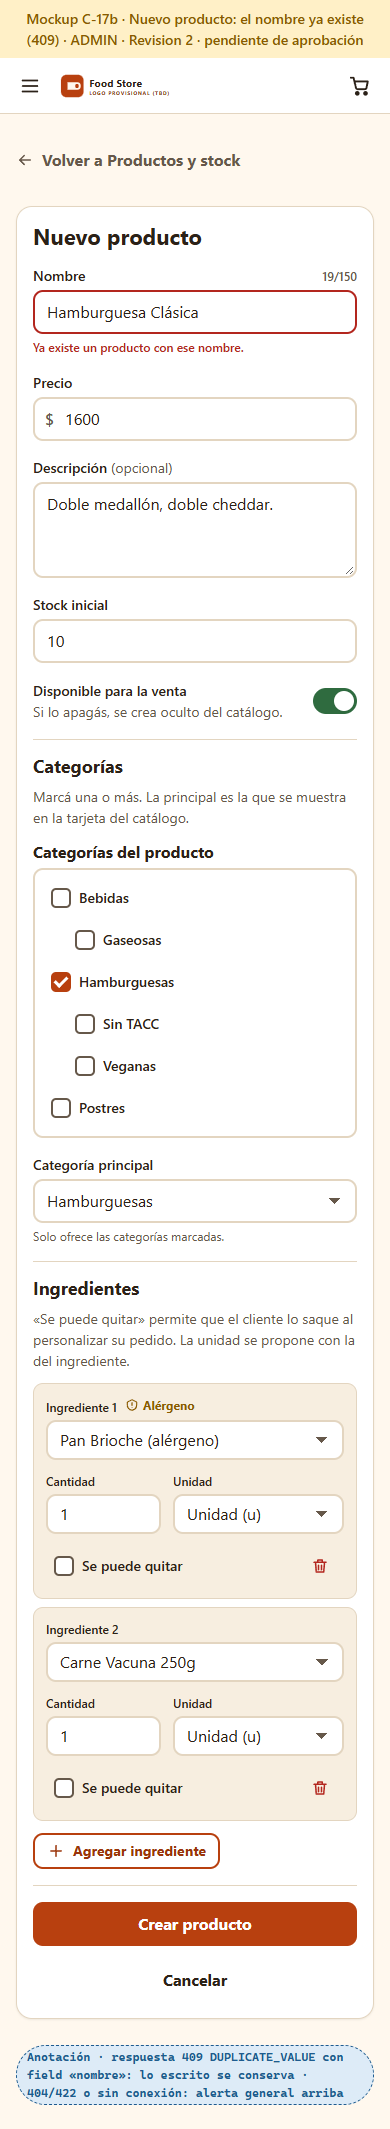 Mockup C-17b · Nuevo producto: el nombre ya existe
(409) · ADMIN · Revision 2 · pendiente de aprobación
Food Store
LOGO PROVISIONAL (TBD)
Volver a Productos y stock
Nuevo producto
Nombre 19/150
Hamburguesa Clásica
Ya existe un producto con ese nombre.
Precio
$ 1600
Descripción (opcional)
Doble medallón, doble cheddar.
Stock inicial
10
Disponible para la venta
Si lo apagás, se crea oculto del catálogo.
Categorías
Marcá una o más. La principal es la que se muestra
en la tarjeta del catálogo.
Categorías del producto
Bebidas
Gaseosas
Hamburguesas
Sin TACC
Veganas
Postres
Categoría principal
Hamburguesas
Solo ofrece las categorías marcadas.
Ingredientes
«Se puede quitar» permite que el cliente lo saque al
personalizar su pedido. La unidad se propone con la
del ingrediente.
Ingrediente 1 Alérgeno
Pan Brioche (alérgeno)
Cantidad Unidad
1 Unidad (u)
Se puede quitar
Ingrediente 2
Carne Vacuna 250g
Cantidad Unidad
1 Unidad (u)
Se puede quitar
Agregar ingrediente
Crear producto
Cancelar
Anotación · respuesta 409 DUPLICATE_VALUE con
field «nombre»: lo escrito se conserva ·
404/422 o sin conexión: alerta general arriba